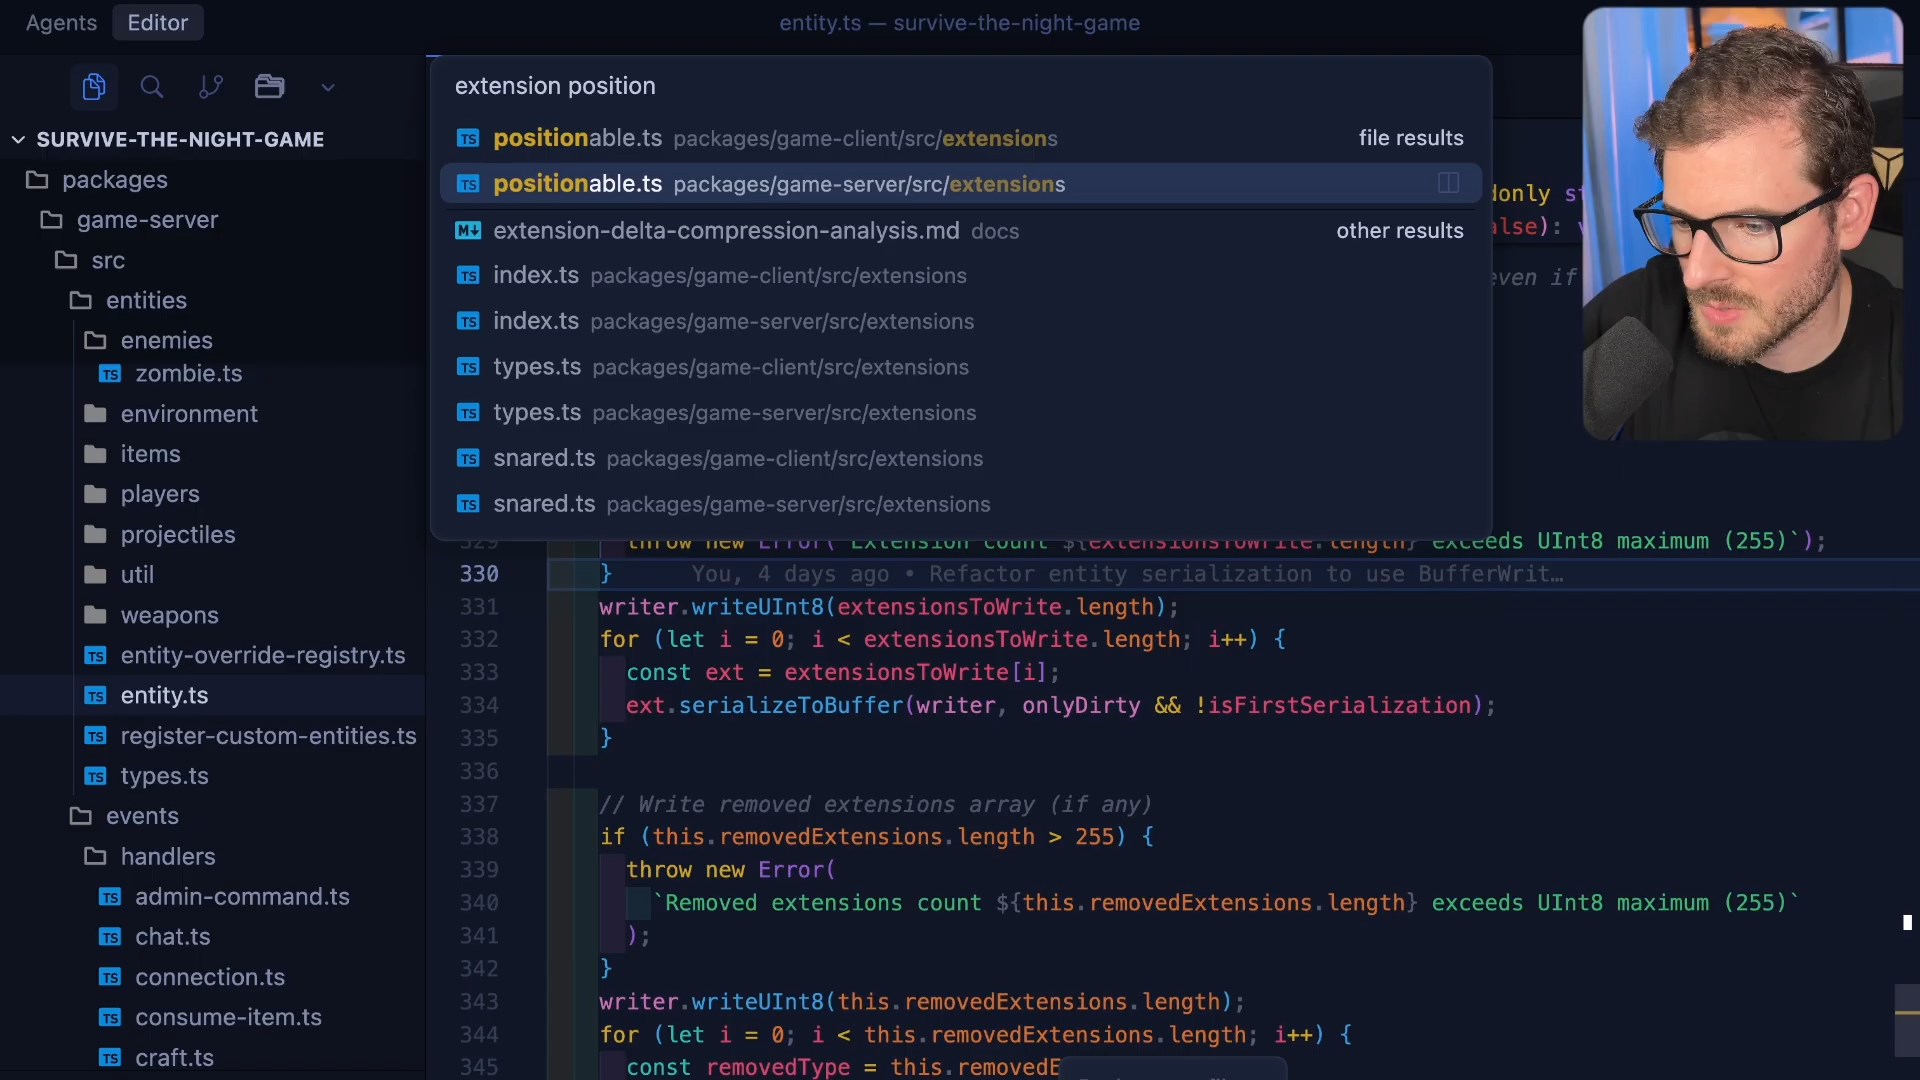 Agents Editor
entity.ts — survive-the-night-game
SURVIVE-THE-NIGHT-GAME
packages
game-server
src
entities
enemies
zombie.ts
environment
items
players
projectiles
util
weapons
entity-override-registry.ts
entity.ts
register-custom-entities.ts
types.ts
events
handlers
admin-command.ts
chat.ts
connection.ts
consume-item.ts
craft.ts
extension position
positionable.ts packages/game-client/src/extensions file results
positionable.ts packages/game-server/src/extensions
extension-delta-compression-analysis.md docs other results
index.ts packages/game-client/src/extensions
index.ts packages/game-server/src/extensions
types.ts packages/game-client/src/extensions
types.ts packages/game-server/src/extensions
snared.ts packages/game-client/src/extensions
snared.ts packages/game-server/src/extensions
even if
329 throw new Error(`Extension count ${extensionsToWrite.length} exceeds UInt8 maximum (255)`);
330 } You, 4 days ago • Refactor entity serialization to use BufferWrit…
331 writer.writeUInt8(extensionsToWrite.length);
332 for (let i = 0; i < extensionsToWrite.length; i++) {
333 const ext = extensionsToWrite[i];
334 ext.serializeToBuffer(writer, onlyDirty && !isFirstSerialization);
335 }
336
337 // Write removed extensions array (if any)
338 if (this.removedExtensions.length > 255) {
339 throw new Error(
340 `Removed extensions count ${this.removedExtensions.length} exceeds UInt8 maximum (255)`
341 );
342 }
343 writer.writeUInt8(this.removedExtensions.length);
344 for (let i = 0; i < this.removedExtensions.length; i++) {
345 const removedType = this.removedE